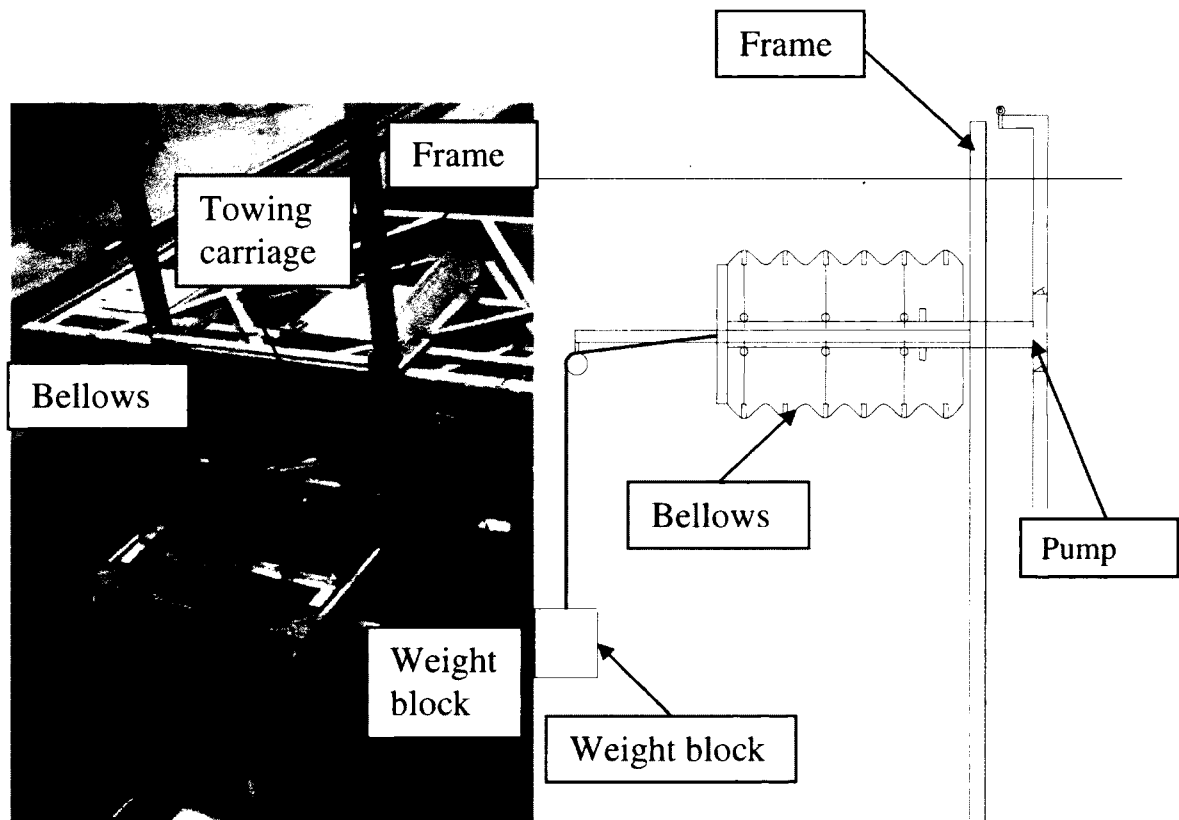 Frame
Frame
Towing
carriage
Bellows
Bellows
Pump
Weight
block
Weight block